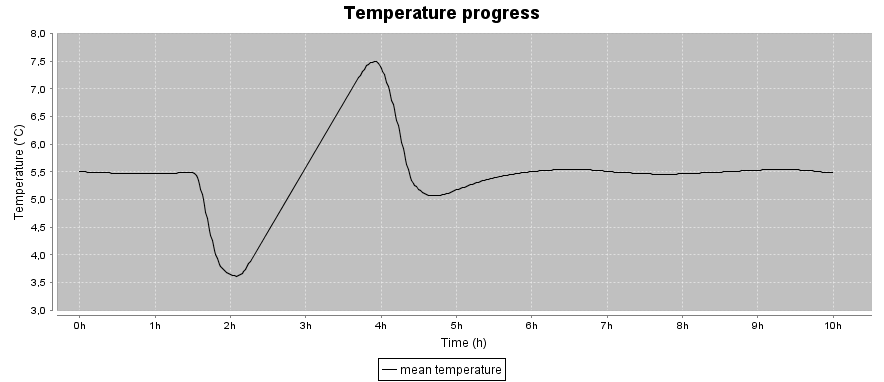 Temperature progress
8,0
7,5
7,0
6,5
6,0
5,5
5,0
4,5
4,0
3,5
3,0
Temperature (°C)
0h 1h 2h 3h 4h 5h 6h 7h 8h 9h 10h
Time (h)
mean temperature